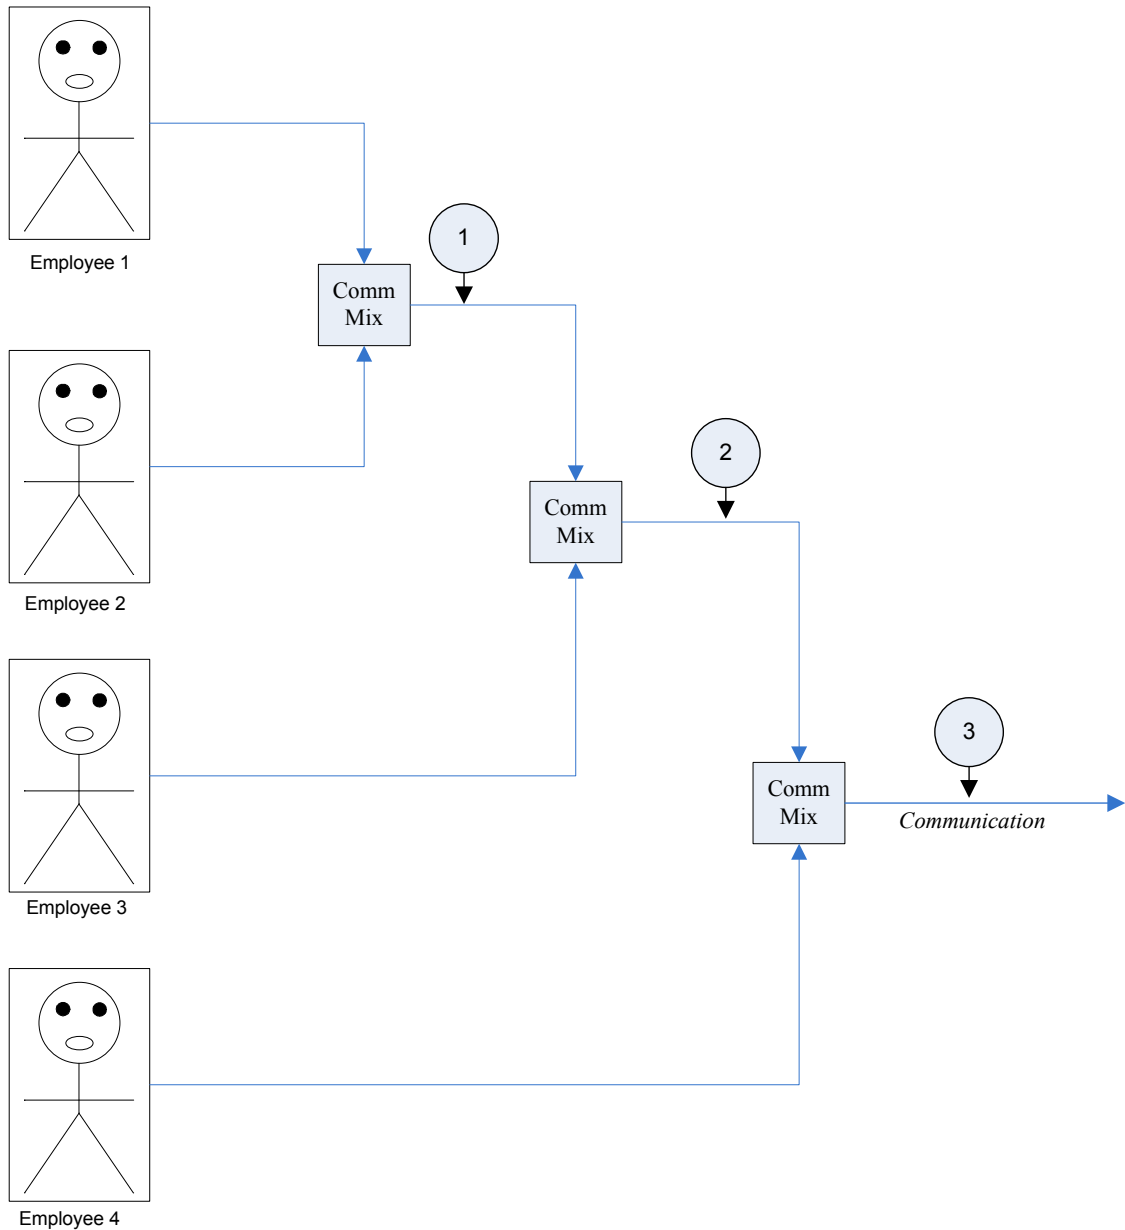 Employee 1
1
Comm
Mix
Employee 2
2
Comm
Mix
Employee 3
3
Comm
Mix
Communication
Employee 4